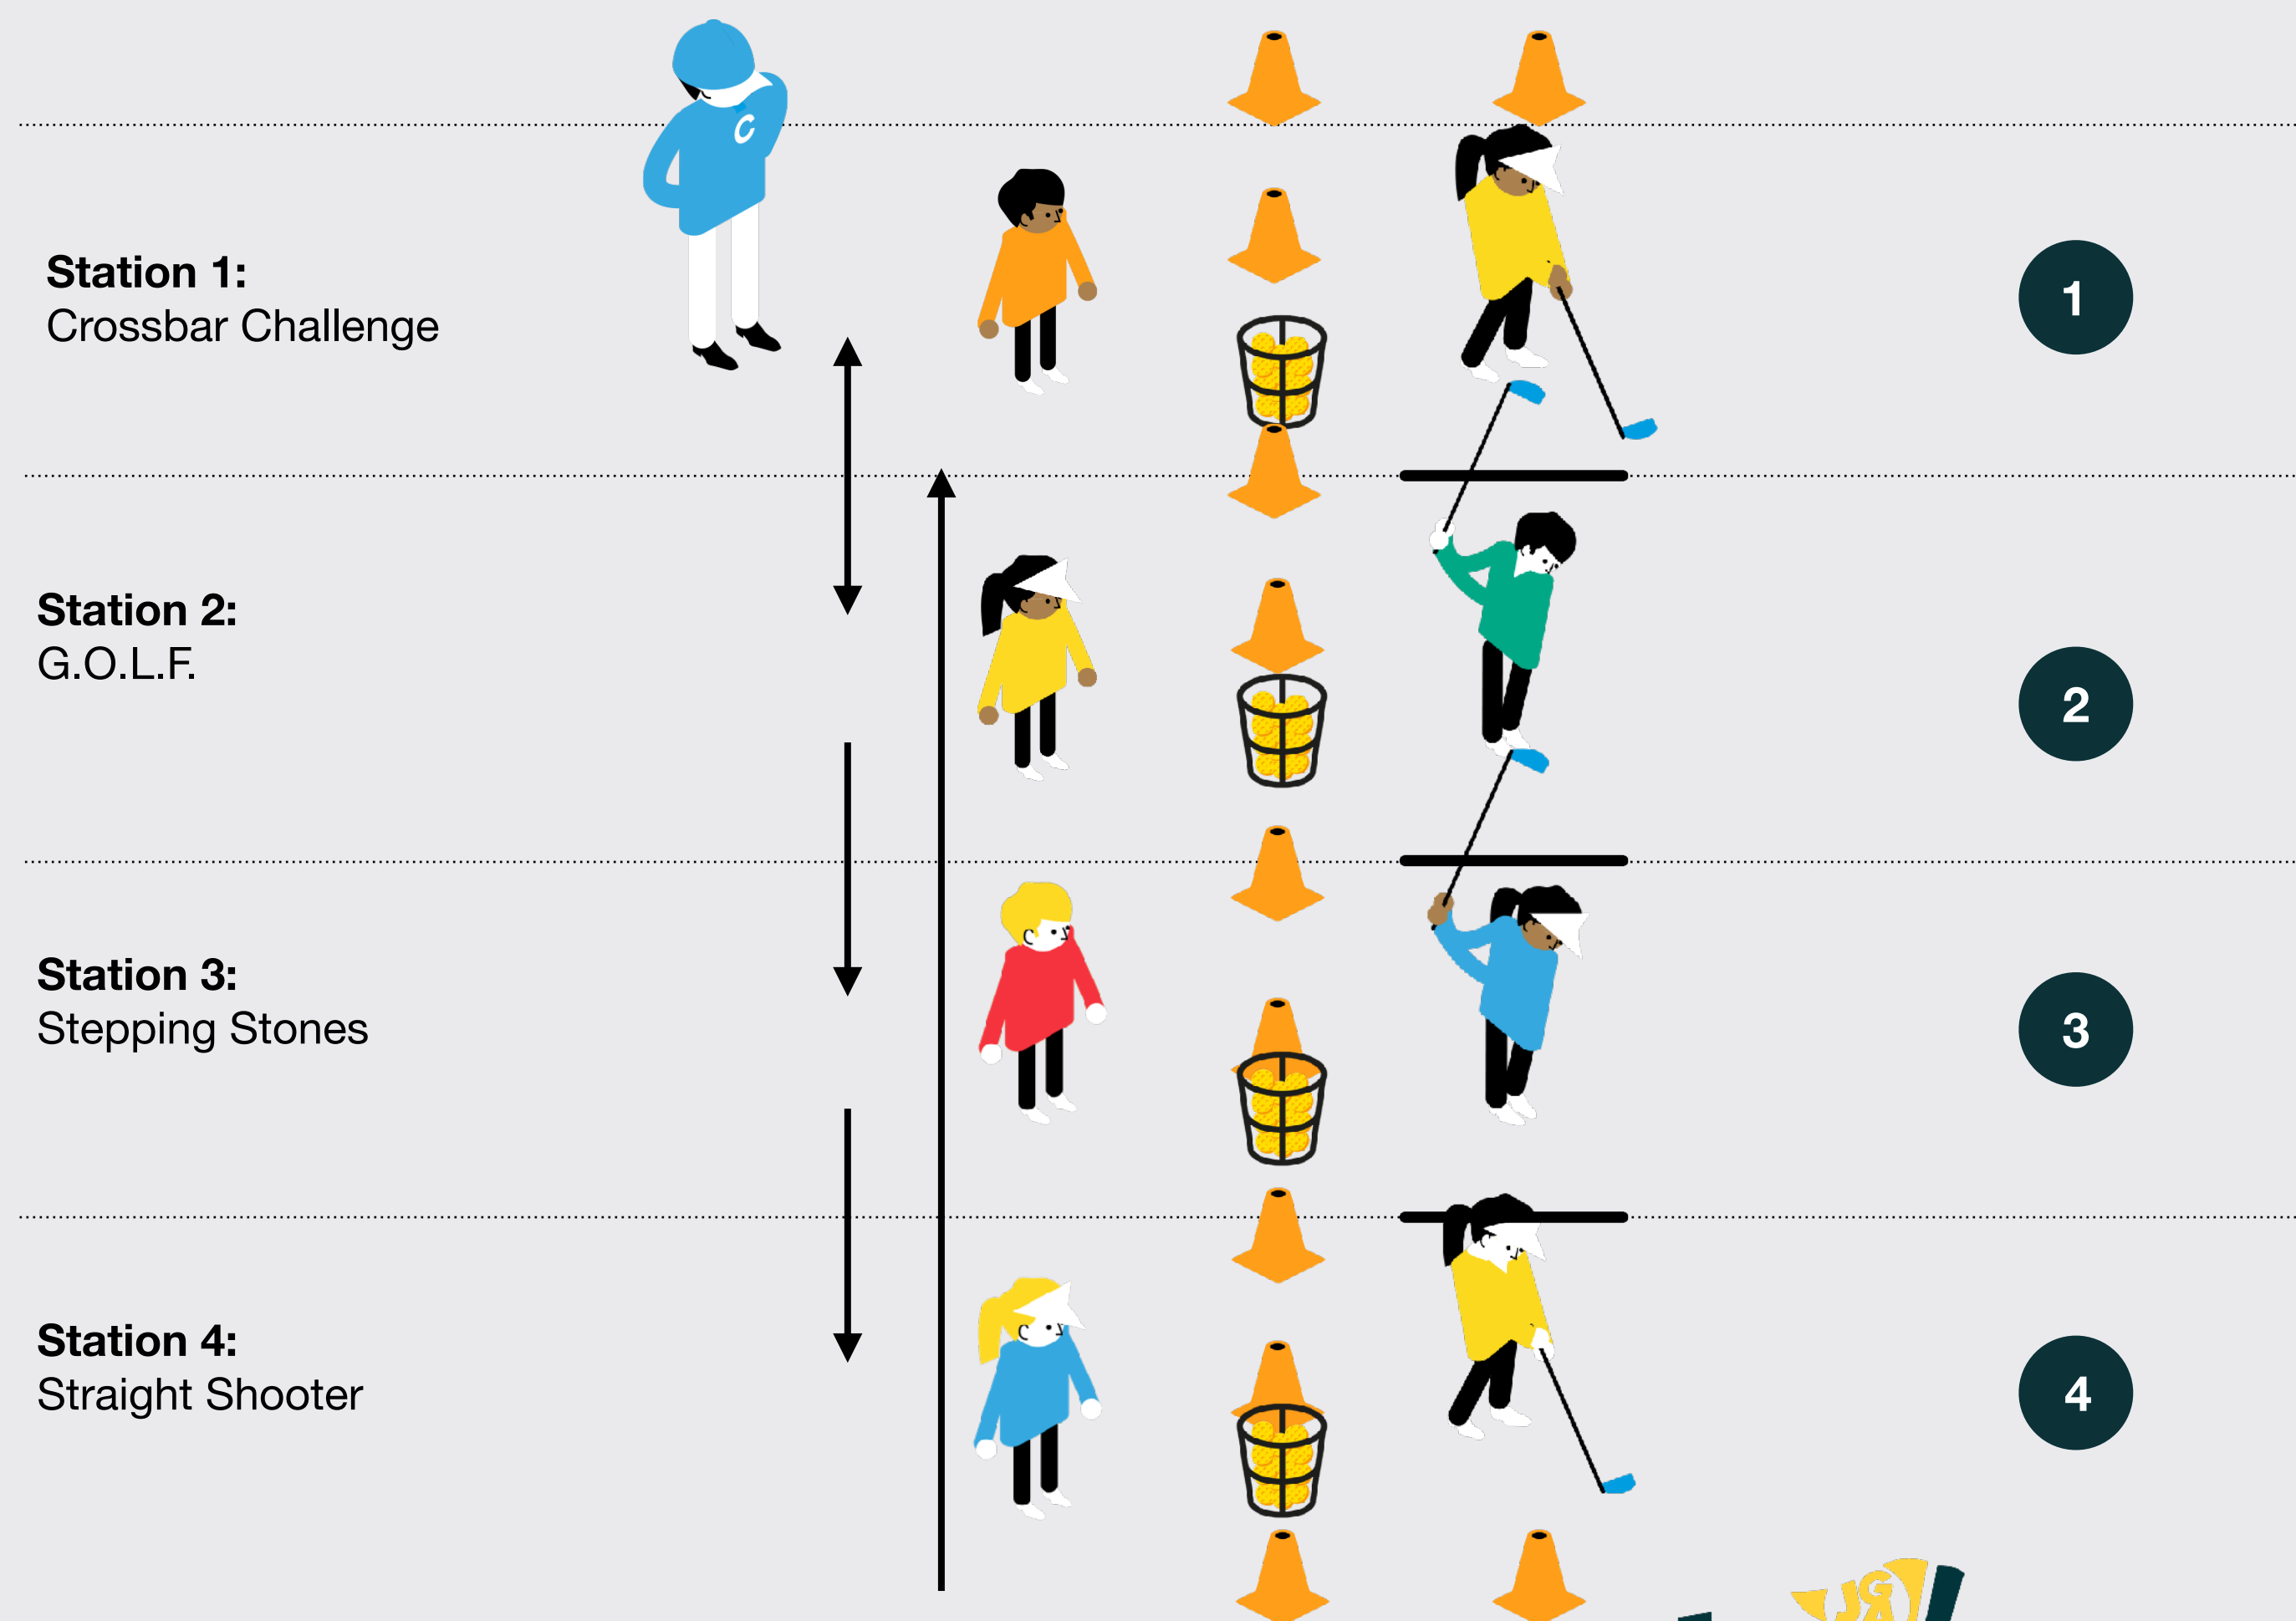 C
Station 1:
Crossbar Challenge
1
Station 2:
G.O.L.F.
2
Station 3:
Stepping Stones
3
Station 4:
Straight Shooter
4